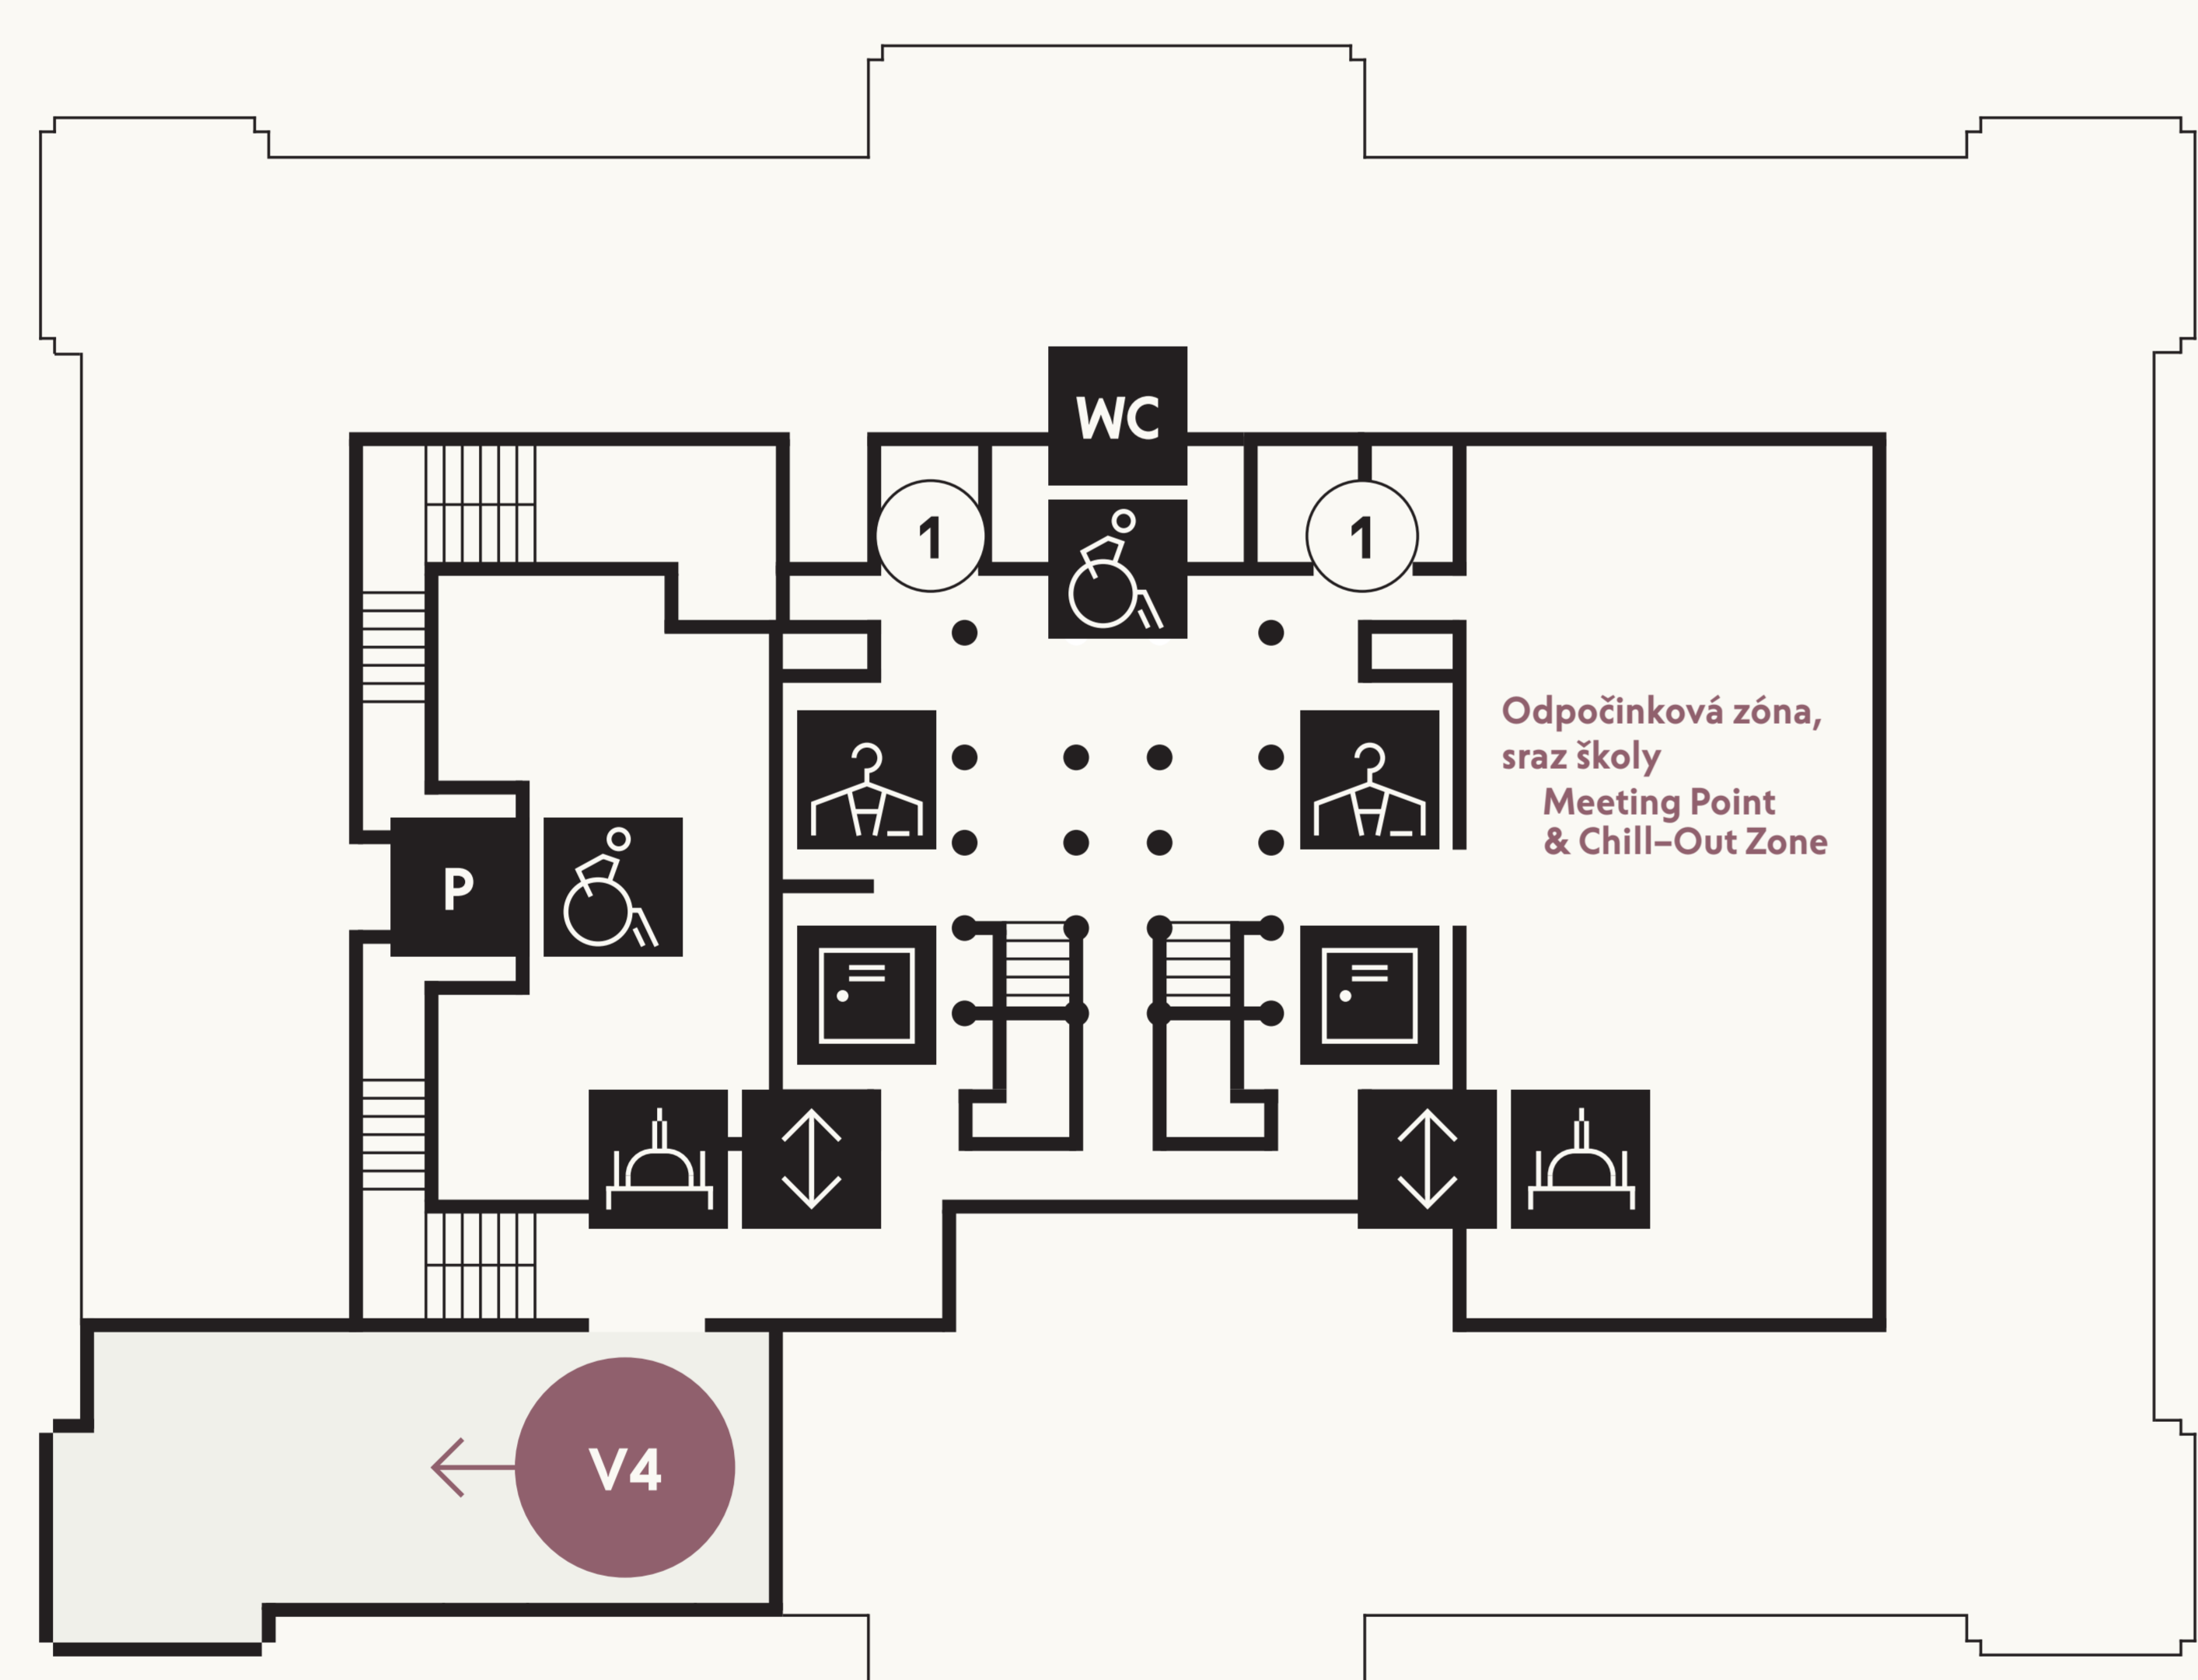 WC
1
1
Odpočinková zóna,
sraz školy
Meeting Point
& Chill-Out Zone
P
V4